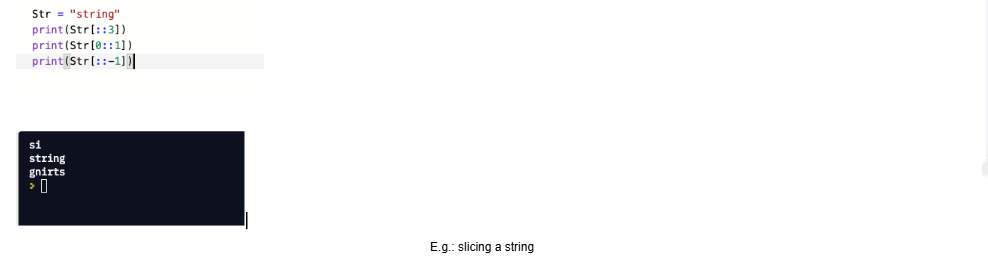 Str = "string"
print(Str[::3])
print(Str[0::1])
print(Str[::-1])
si
string
gnirts
>
E.g.: slicing a string